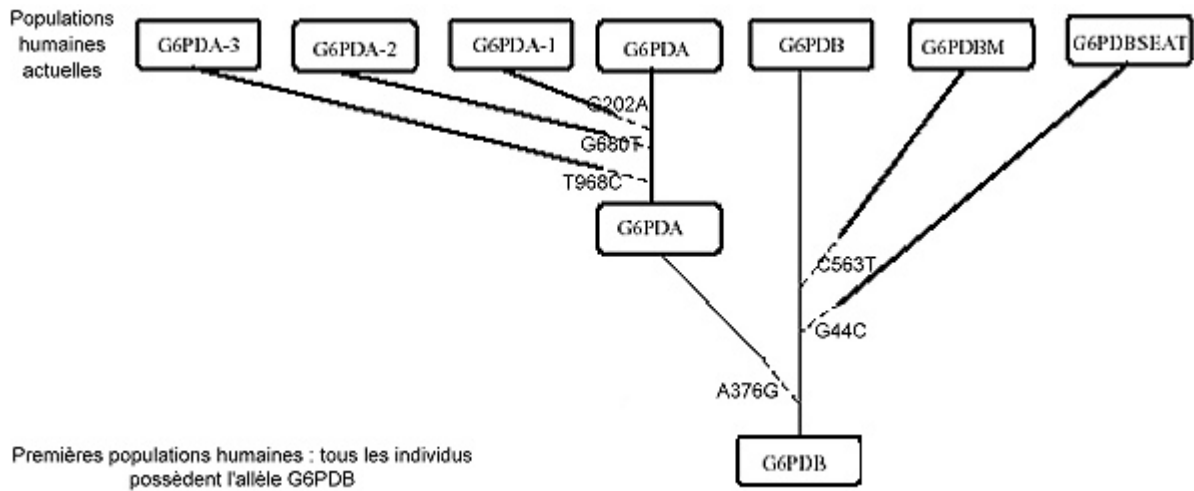 Populations
humaines
actuelles
G6PDA-3
G6PDA-2
G6PDA-1
G6PDA
G6PDB
G6PDBM
G6PDBSEAT
G202A
G680T
T968C
G6PDA
C563T
G44C
A376G
Premières populations humaines : tous les individus
possèdent l'allèle G6PDB
G6PDB